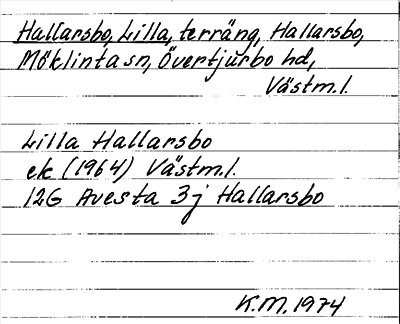 Hallarsbo, Lilla, terräng, Hallarsbo,
Möklinta sn, Övertjurbo hd,
Västm.l.
Lilla Hallarsbo
ek (1964) Västm.l.
12G Avesta 3j Hallarsbo
K.M. 1974